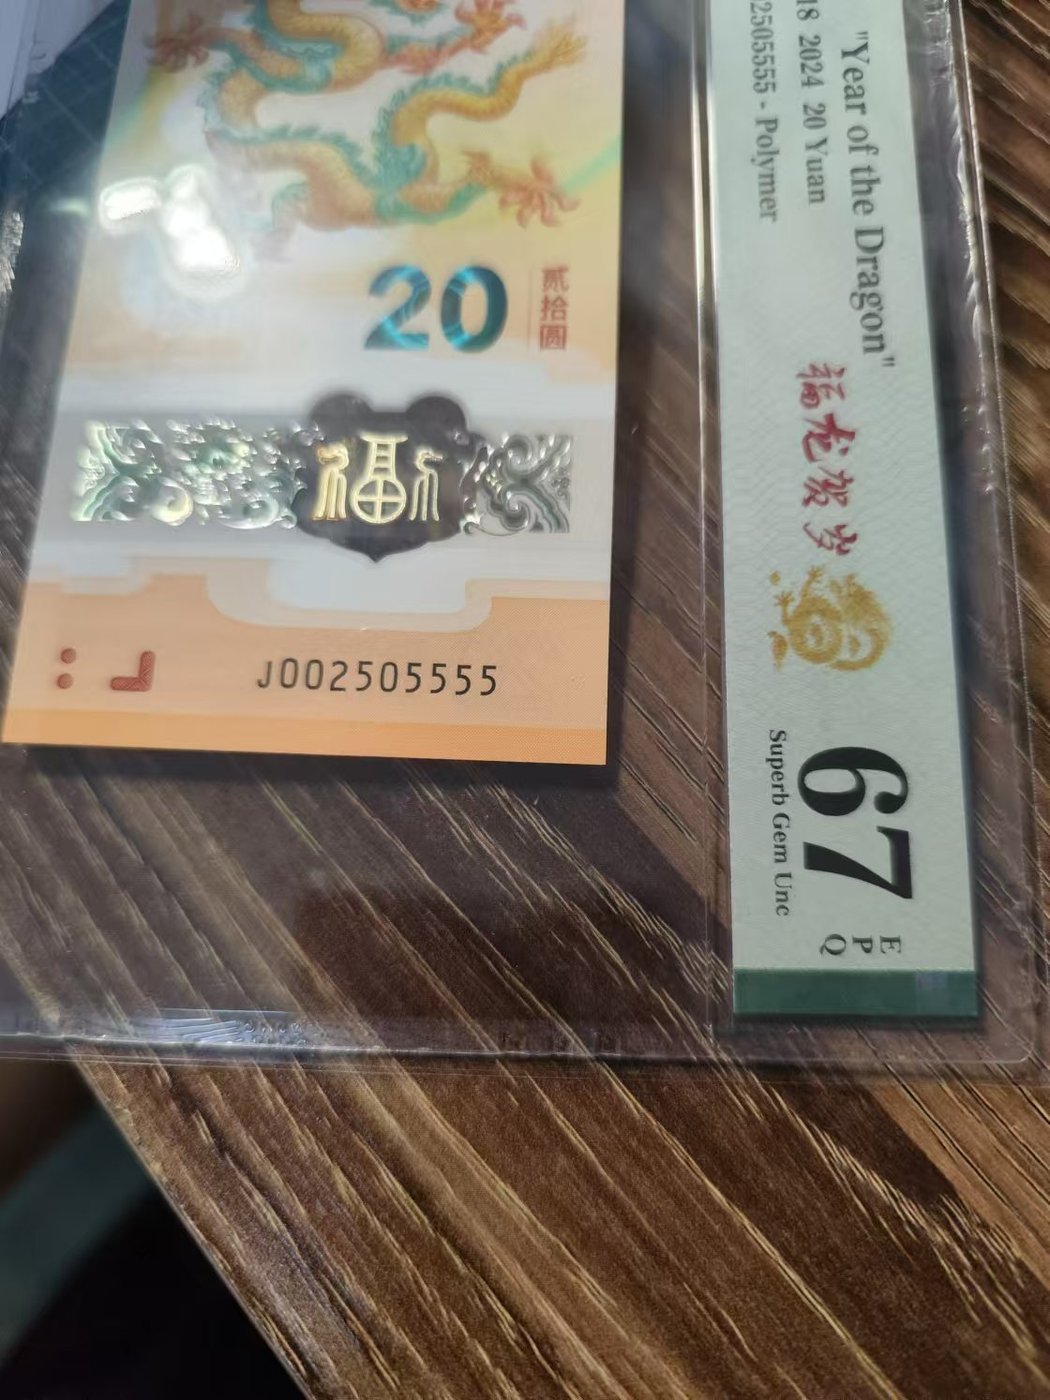 20
贰拾圆
福
J002505555
"Year of the Dragon"
18 2024 20 Yuan
2505555 - Polymer
福龙贺岁
67
EPQ
Superb Gem Unc